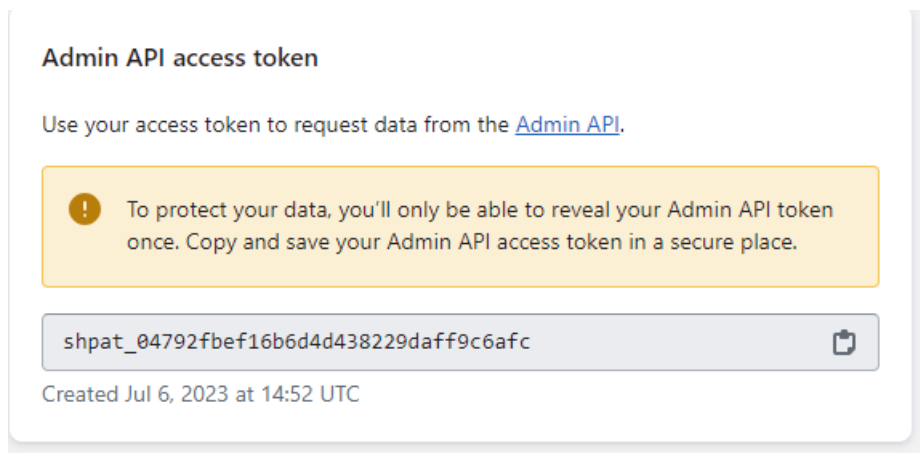 Admin API access token
Use your access token to request data from the Admin API.
To protect your data, you'll only be able to reveal your Admin API token
once. Copy and save your Admin API access token in a secure place.
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
Created Jul 6, 2023 at 14:52 UTC